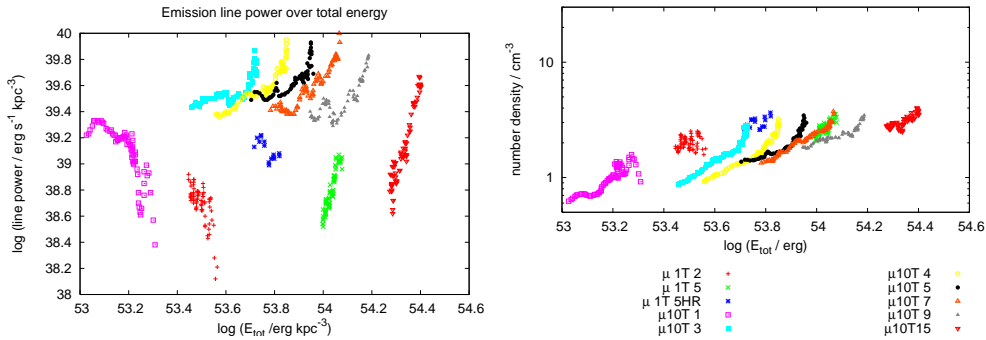 Emission line power over total energy
log (line power / erg s⁻¹ kpc⁻³)
40
39.8
39.6
39.4
39.2
39
38.8
38.6
38.4
38.2
38
53 53.2 53.4 53.6 53.8 54 54.2 54.4 54.6
log (E_tot /erg kpc⁻³)
number density / cm⁻³
1
53 53.2 53.4 53.6 53.8 54 54.2 54.4 54.6
log (E_tot / erg)
μ 1T 2
μ 1T 5
μ 1T 5HR
μ10T 1
μ10T 3
μ10T 4
μ10T 5
μ10T 7
μ10T 9
μ10T15